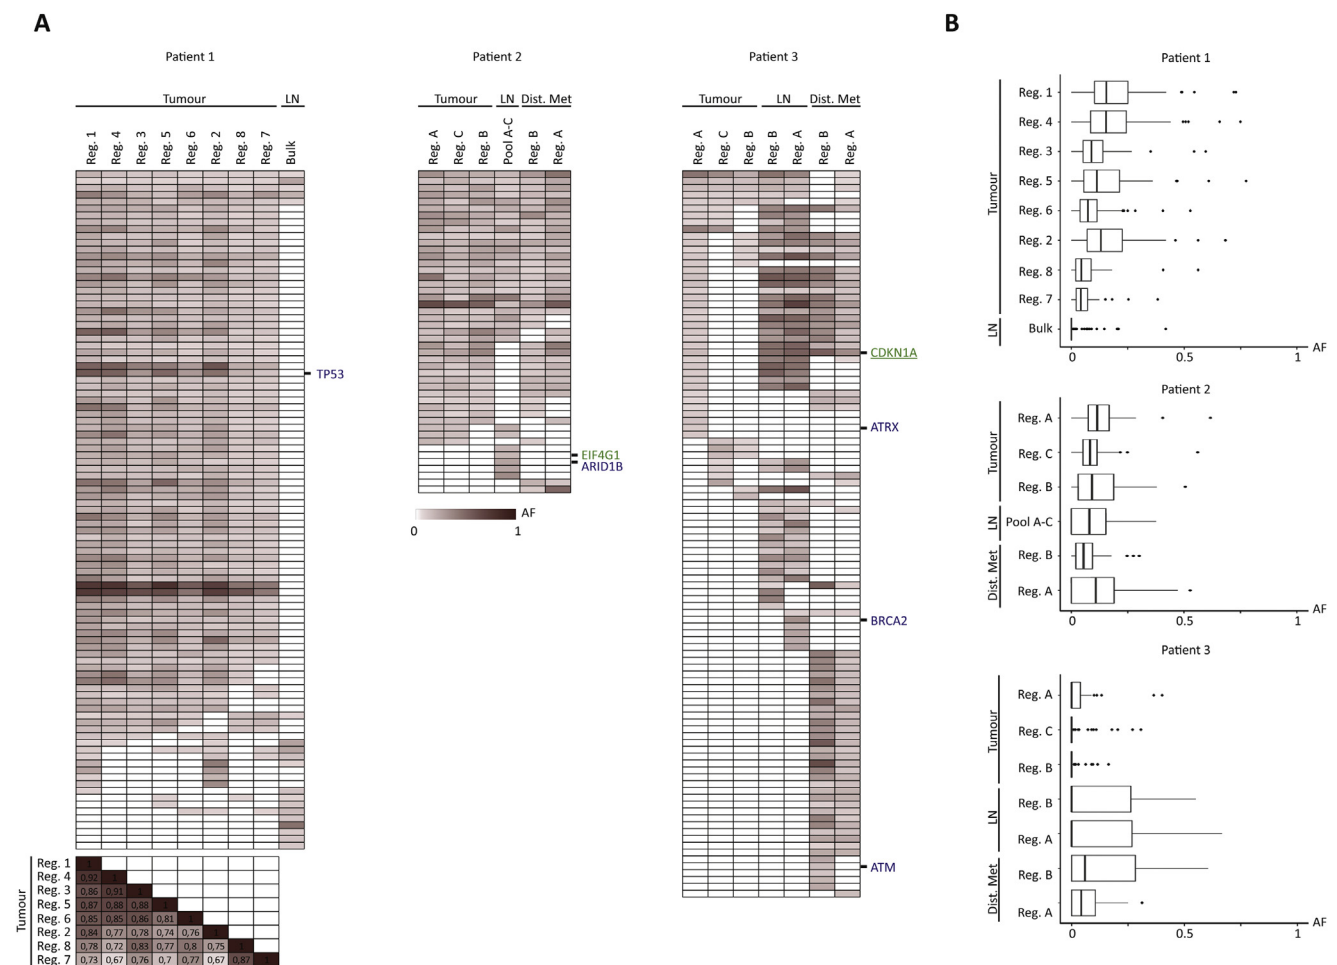 A
B
Patient 1
Patient 2
Patient 3
Tumour LN
Tumour LN Dist. Met
Tumour LN Dist. Met
Reg. 1 Reg. 4 Reg. 3 Reg. 5 Reg. 6 Reg. 2 Reg. 8 Reg. 7 Bulk
Reg. A Reg. C Reg. B Pool A-C Reg. B Reg. A
Reg. A Reg. C Reg. B Reg. B Reg. A Reg. B Reg. A
TP53
EIF4G1
ARID1B
AF
0 1
CDKN1A
ATRX
BRCA2
ATM
Tumour
Reg. 1 1
Reg. 4 0,92 1
Reg. 3 0,86 0,91 1
Reg. 5 0,87 0,88 0,88 1
Reg. 6 0,85 0,85 0,86 0,81 1
Reg. 2 0,84 0,77 0,78 0,74 0,76 1
Reg. 8 0,78 0,72 0,83 0,77 0,8 0,75 1
Reg. 7 0,73 0,67 0,76 0,7 0,77 0,67 0,87 1
Patient 1
Tumour
Reg. 1
Reg. 4
Reg. 3
Reg. 5
Reg. 6
Reg. 2
Reg. 8
Reg. 7
LN
Bulk
AF
0 0.5 1
Patient 2
Tumour
Reg. A
Reg. C
Reg. B
LN
Pool A-C
Dist. Met
Reg. B
Reg. A
AF
0 0.5 1
Patient 3
Tumour
Reg. A
Reg. C
Reg. B
LN
Reg. B
Reg. A
Dist. Met
Reg. B
Reg. A
AF
0 0.5 1